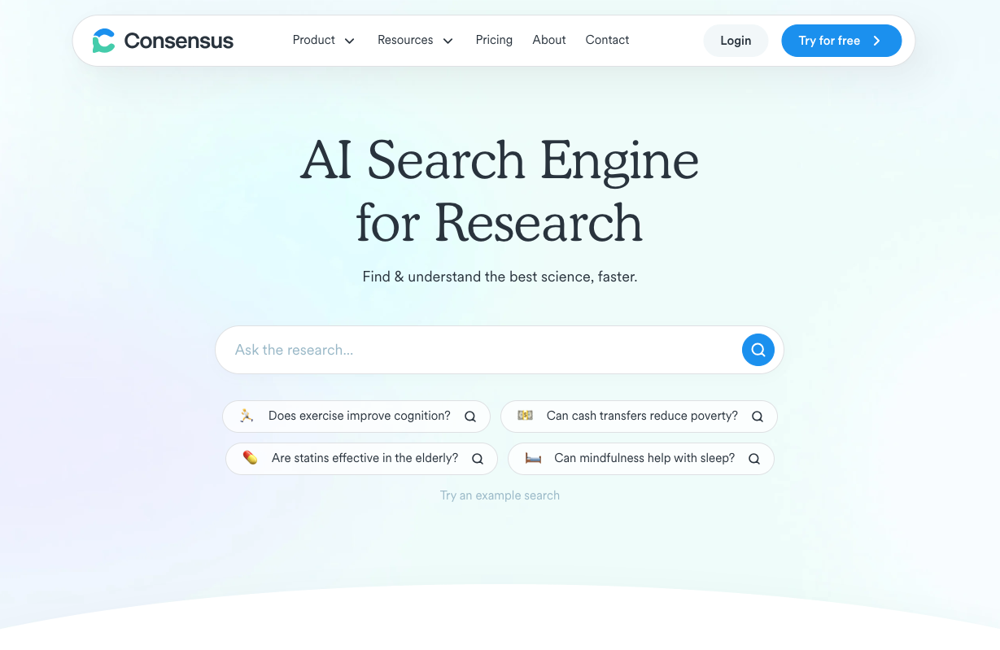 Consensus
Product
Resources
Pricing
About
Contact
Login
Try for free
AI Search Engine
for Research
Find & understand the best science, faster.
Ask the research...
Does exercise improve cognition?
Can cash transfers reduce poverty?
Are statins effective in the elderly?
Can mindfulness help with sleep?
Try an example search